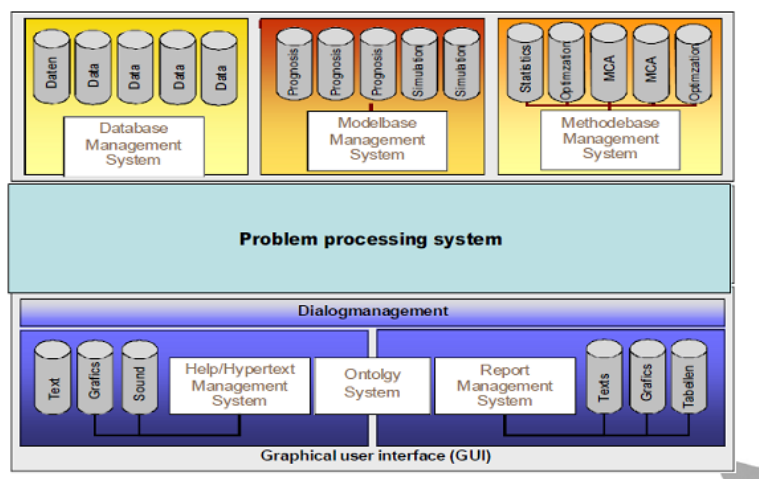 Daten
Data
Data
Data
Data
Database
Management
System
Prognosis
Prognosis
Prognosis
Simulation
Simulation
Modelbase
Management
System
Statistics
Optimzation
MCA
MCA
Optimzation
Methodebase
Management
System
Problem processing system
Dialogmanagement
Text
Grafics
Sound
Help/Hypertext
Management
System
Ontolgy
System
Report
Management
System
Texts
Grafics
Tabellen
Graphical user interface (GUI)